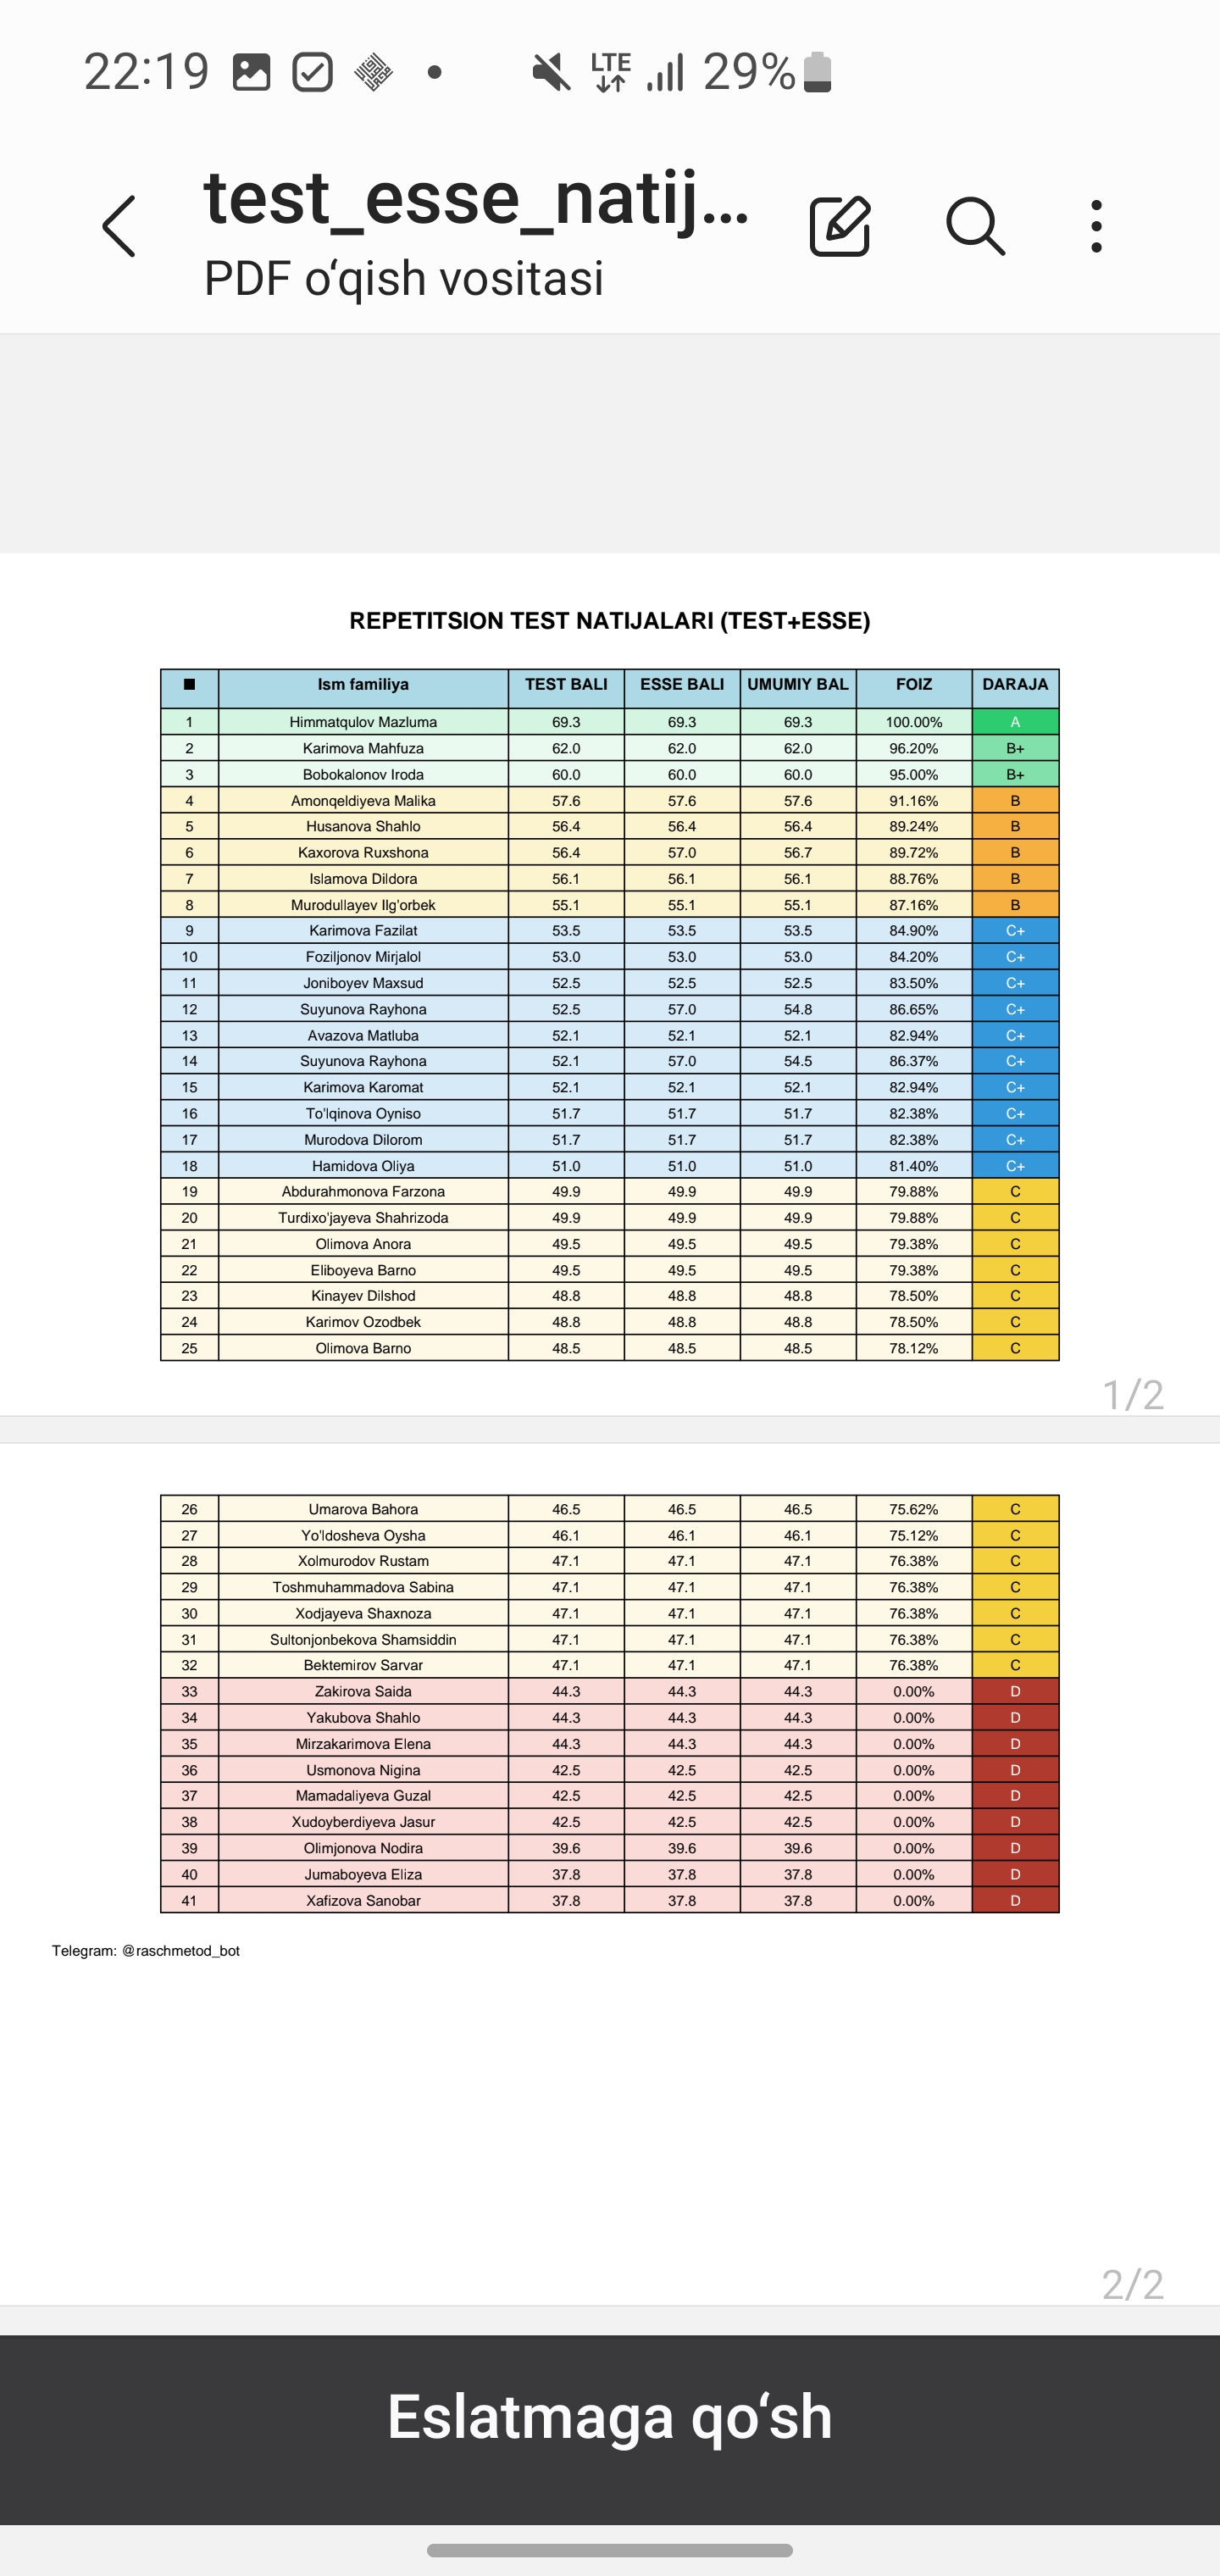 22:19 LTE 29%
test_esse_natij...
PDF o‘qish vositasi
REPETITSION TEST NATIJALARI (TEST+ESSE)
■ Ism familiya TEST BALI ESSE BALI UMUMIY BAL FOIZ DARAJA
1 Himmatqulov Mazluma 69.3 69.3 69.3 100.00% A
2 Karimova Mahfuza 62.0 62.0 62.0 96.20% B+
3 Bobokalonov Iroda 60.0 60.0 60.0 95.00% B+
4 Amonqeldiyeva Malika 57.6 57.6 57.6 91.16% B
5 Husanova Shahlo 56.4 56.4 56.4 89.24% B
6 Kaxorova Ruxshona 56.4 57.0 56.7 89.72% B
7 Islamova Dildora 56.1 56.1 56.1 88.76% B
8 Murodullayev Ilg'orbek 55.1 55.1 55.1 87.16% B
9 Karimova Fazilat 53.5 53.5 53.5 84.90% C+
10 Foziljonov Mirjalol 53.0 53.0 53.0 84.20% C+
11 Joniboyev Maxsud 52.5 52.5 52.5 83.50% C+
12 Suyunova Rayhona 52.5 57.0 54.8 86.65% C+
13 Avazova Matluba 52.1 52.1 52.1 82.94% C+
14 Suyunova Rayhona 52.1 57.0 54.5 86.37% C+
15 Karimova Karomat 52.1 52.1 52.1 82.94% C+
16 To'lqinova Oyniso 51.7 51.7 51.7 82.38% C+
17 Murodova Dilorom 51.7 51.7 51.7 82.38% C+
18 Hamidova Oliya 51.0 51.0 51.0 81.40% C+
19 Abdurahmonova Farzona 49.9 49.9 49.9 79.88% C
20 Turdixo'jayeva Shahrizoda 49.9 49.9 49.9 79.88% C
21 Olimova Anora 49.5 49.5 49.5 79.38% C
22 Eliboyeva Barno 49.5 49.5 49.5 79.38% C
23 Kinayev Dilshod 48.8 48.8 48.8 78.50% C
24 Karimov Ozodbek 48.8 48.8 48.8 78.50% C
25 Olimova Barno 48.5 48.5 48.5 78.12% C
1/2
26 Umarova Bahora 46.5 46.5 46.5 75.62% C
27 Yo'ldosheva Oysha 46.1 46.1 46.1 75.12% C
28 Xolmurodov Rustam 47.1 47.1 47.1 76.38% C
29 Toshmuhammadova Sabina 47.1 47.1 47.1 76.38% C
30 Xodjayeva Shaxnoza 47.1 47.1 47.1 76.38% C
31 Sultonjonbekova Shamsiddin 47.1 47.1 47.1 76.38% C
32 Bektemirov Sarvar 47.1 47.1 47.1 76.38% C
33 Zakirova Saida 44.3 44.3 44.3 0.00% D
34 Yakubova Shahlo 44.3 44.3 44.3 0.00% D
35 Mirzakarimova Elena 44.3 44.3 44.3 0.00% D
36 Usmonova Nigina 42.5 42.5 42.5 0.00% D
37 Mamadaliyeva Guzal 42.5 42.5 42.5 0.00% D
38 Xudoyberdiyeva Jasur 42.5 42.5 42.5 0.00% D
39 Olimjonova Nodira 39.6 39.6 39.6 0.00% D
40 Jumaboyeva Eliza 37.8 37.8 37.8 0.00% D
41 Xafizova Sanobar 37.8 37.8 37.8 0.00% D
Telegram: @raschmetod_bot
2/2
Eslatmaga qo‘sh